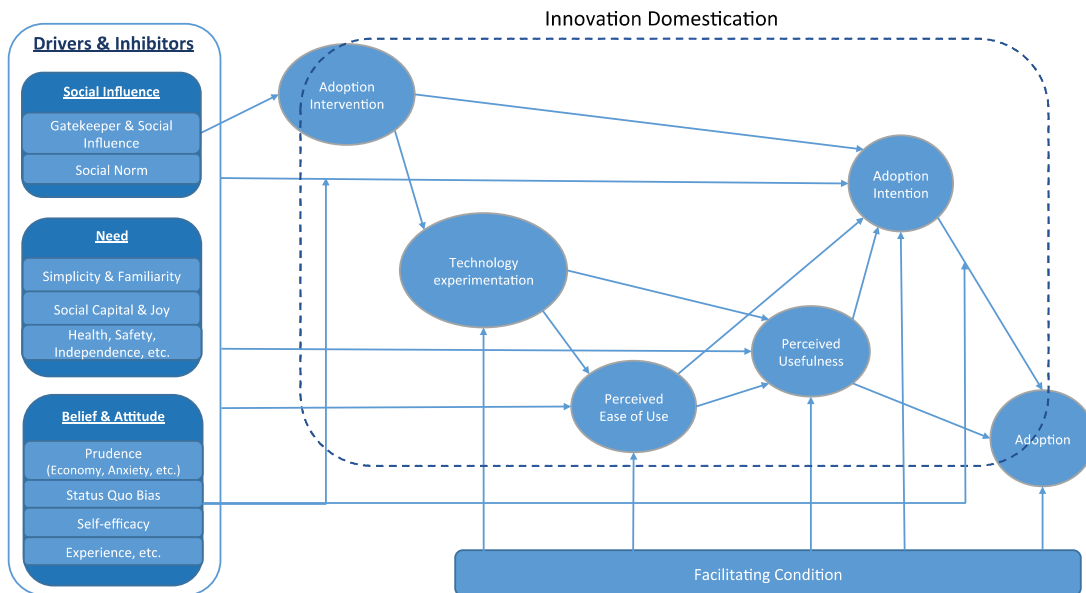 Innovation Domestication
Drivers & Inhibitors
Social Influence
Gatekeeper & Social
Influence
Social Norm
Need
Simplicity & Familiarity
Social Capital & Joy
Health, Safety,
Independence, etc.
Belief & Attitude
Prudence
(Economy, Anxiety, etc.)
Status Quo Bias
Self-efficacy
Experience, etc.
Adoption
Intervention
Technology
experimentation
Perceived
Ease of Use
Perceived
Usefulness
Adoption
Intention
Adoption
Facilitating Condition